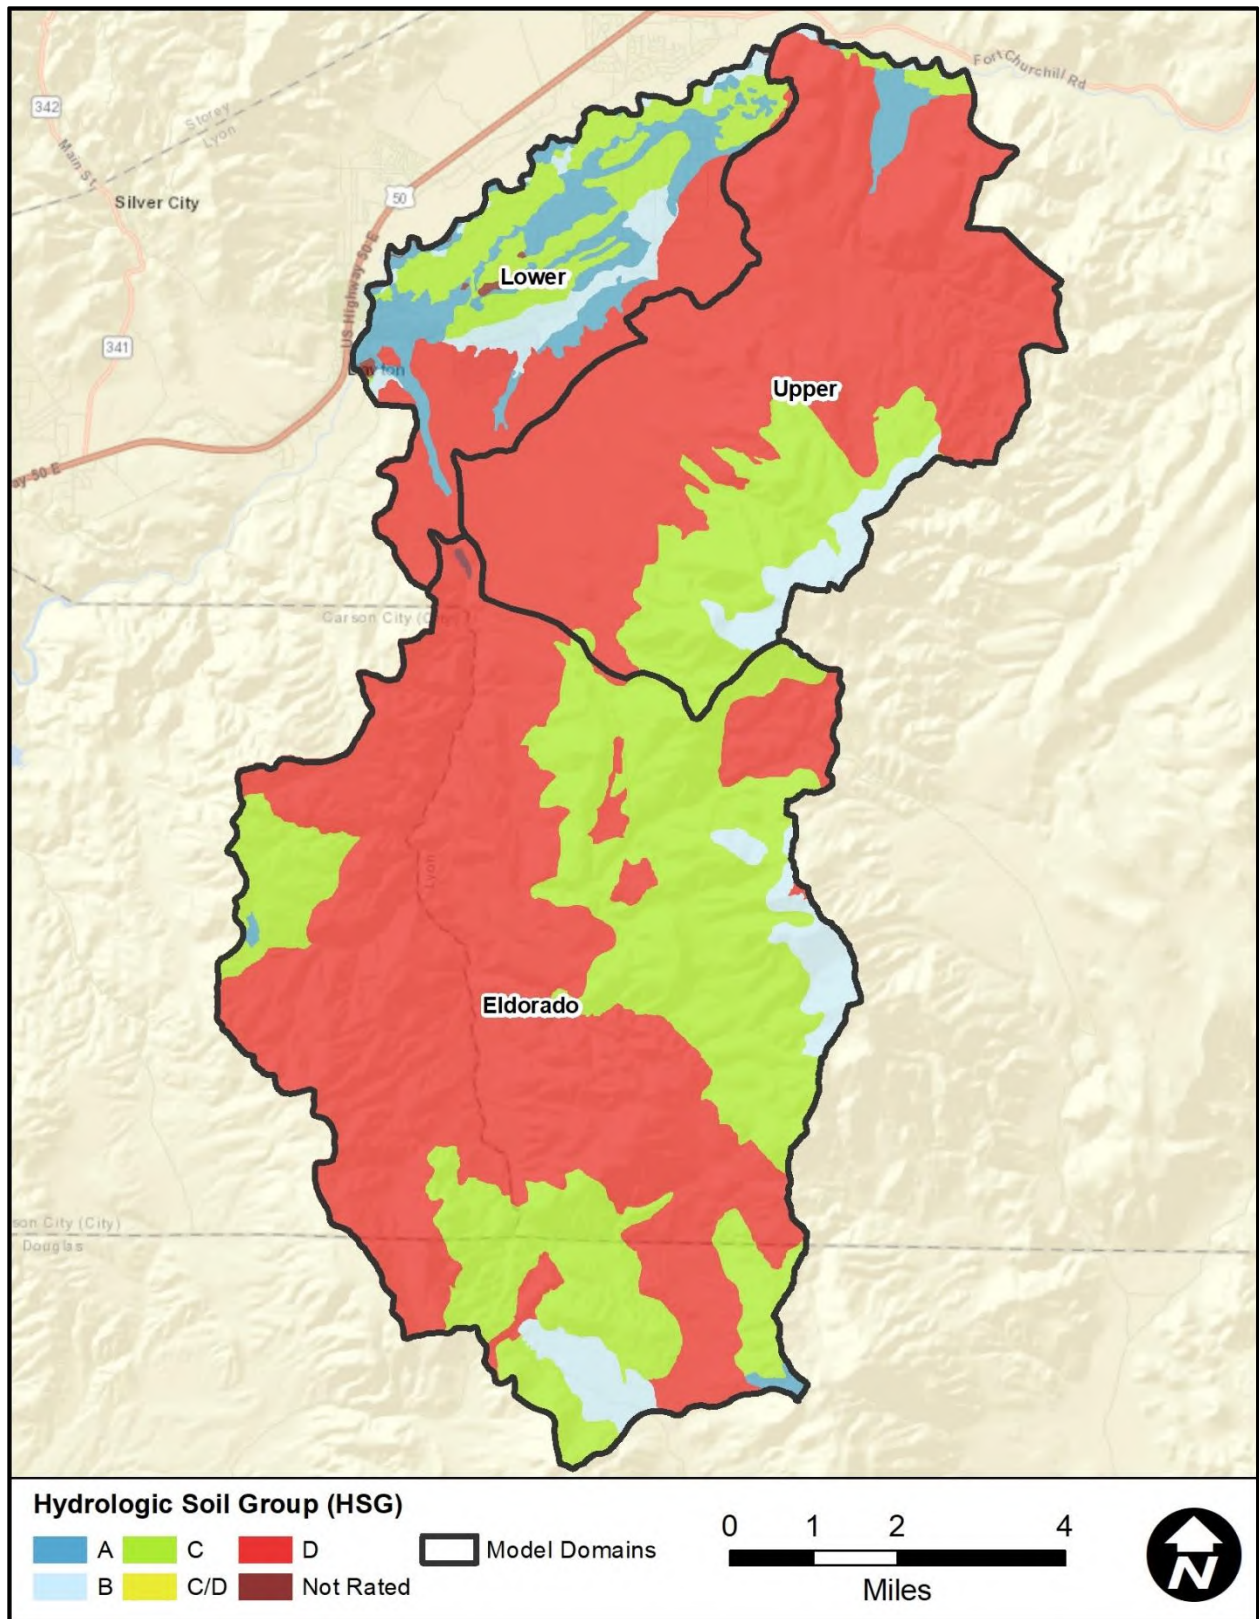 Fort Churchill Rd
342
Storey
Lyon
Main St
Silver City
50
US Highway 50 E
Lower
341
Dayton
Upper
ay 50 E
Carson City (City)
Lyon
Eldorado
son City (City)
Douglas
Hydrologic Soil Group (HSG)
A C D Model Domains
B C/D Not Rated
0 1 2 4
Miles
N